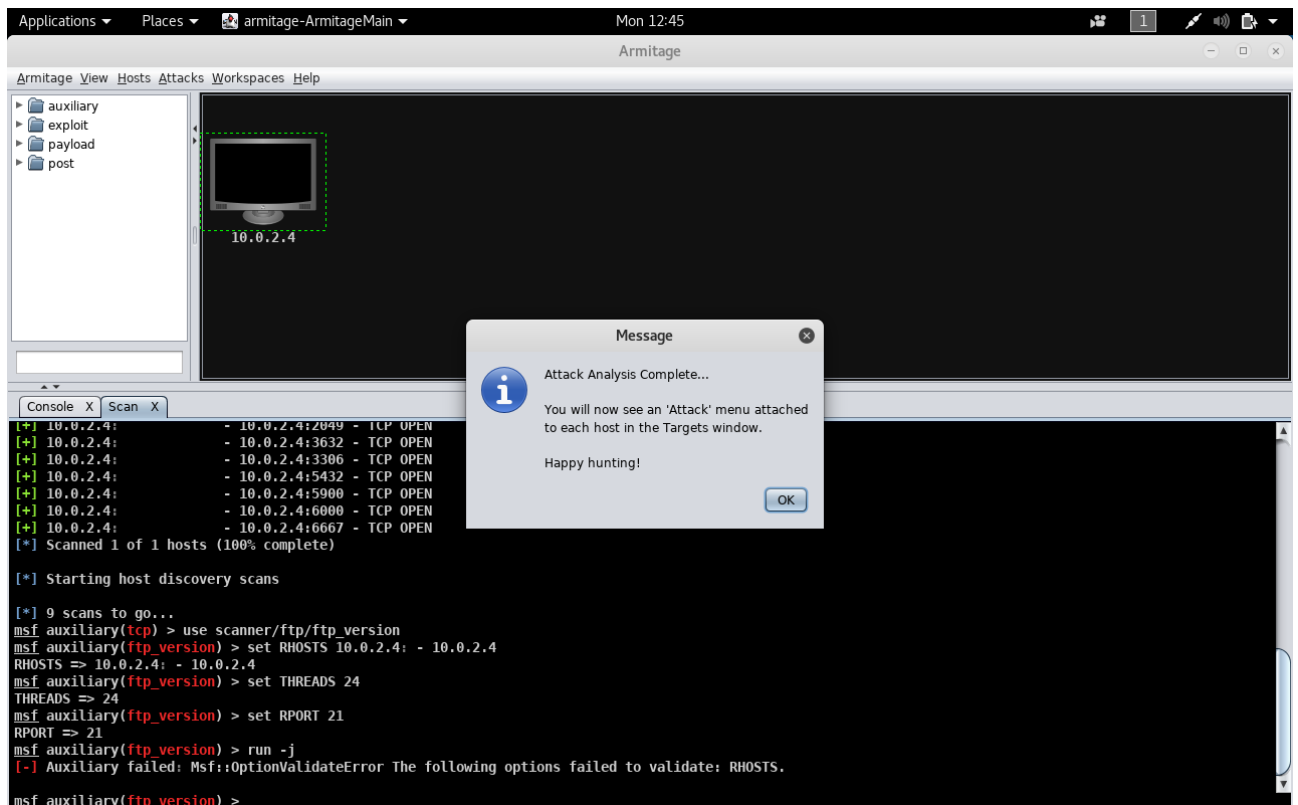 Applications Places armitage-ArmitageMain Mon 12:45 1
Armitage
Armitage View Hosts Attacks Workspaces Help
auxiliary
exploit
payload
post
10.0.2.4
Message
Attack Analysis Complete...
You will now see an 'Attack' menu attached
to each host in the Targets window.
Happy hunting!
OK
Console X Scan X
[+] 10.0.2.4: - 10.0.2.4:2049 - TCP OPEN
[+] 10.0.2.4: - 10.0.2.4:3632 - TCP OPEN
[+] 10.0.2.4: - 10.0.2.4:3306 - TCP OPEN
[+] 10.0.2.4: - 10.0.2.4:5432 - TCP OPEN
[+] 10.0.2.4: - 10.0.2.4:5900 - TCP OPEN
[+] 10.0.2.4: - 10.0.2.4:6000 - TCP OPEN
[+] 10.0.2.4: - 10.0.2.4:6667 - TCP OPEN
[*] Scanned 1 of 1 hosts (100% complete)
[*] Starting host discovery scans
[*] 9 scans to go...
msf auxiliary(tcp) > use scanner/ftp/ftp_version
msf auxiliary(ftp_version) > set RHOSTS 10.0.2.4: - 10.0.2.4
RHOSTS => 10.0.2.4: - 10.0.2.4
msf auxiliary(ftp_version) > set THREADS 24
THREADS => 24
msf auxiliary(ftp_version) > set RPORT 21
RPORT => 21
msf auxiliary(ftp_version) > run -j
[-] Auxiliary failed: Msf::OptionValidateError The following options failed to validate: RHOSTS.
msf auxiliary(ftp_version) >